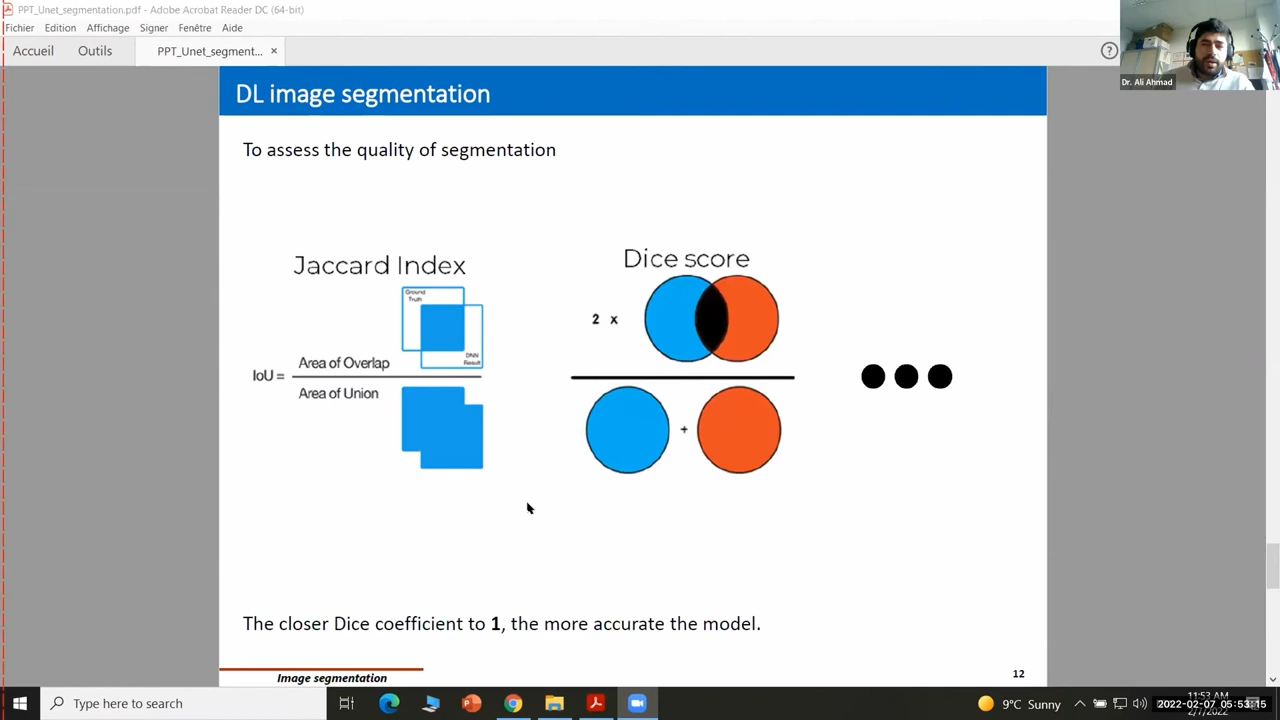 PPT_Unet_segmentation.pdf - Adobe Acrobat Reader DC (64-bit)
Fichier Edition Affichage Signer Fenêtre Aide
Accueil Outils PPT_Unet_segment... ×
?
Dr. Ali Ahmad
DL image segmentation
To assess the quality of segmentation
Jaccard Index
Ground
Truth
DNN
Result
IoU =
Area of Overlap
Area of Union
Dice score
2 x
+
The closer Dice coefficient to 1, the more accurate the model.
Image segmentation
12
Type here to search
9°C Sunny
11:53 AM
2022-02-07 05:53:15